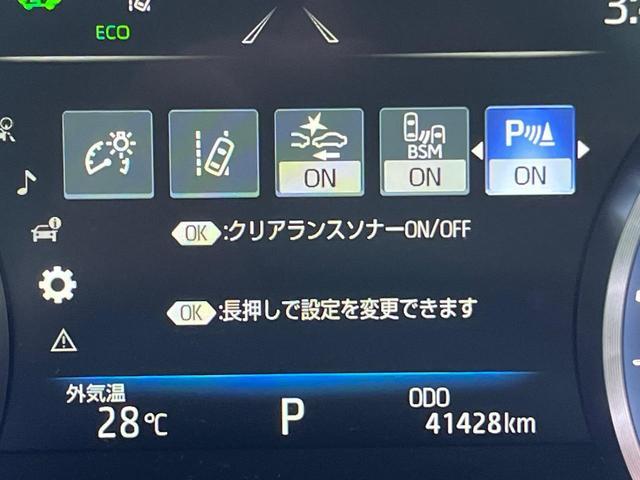 ECO
BSM
P
ON
ON
ON
OK:クリアランスソナーON/OFF
OK:長押しで設定を変更できます
外気温
28℃
P
ODO
41428km